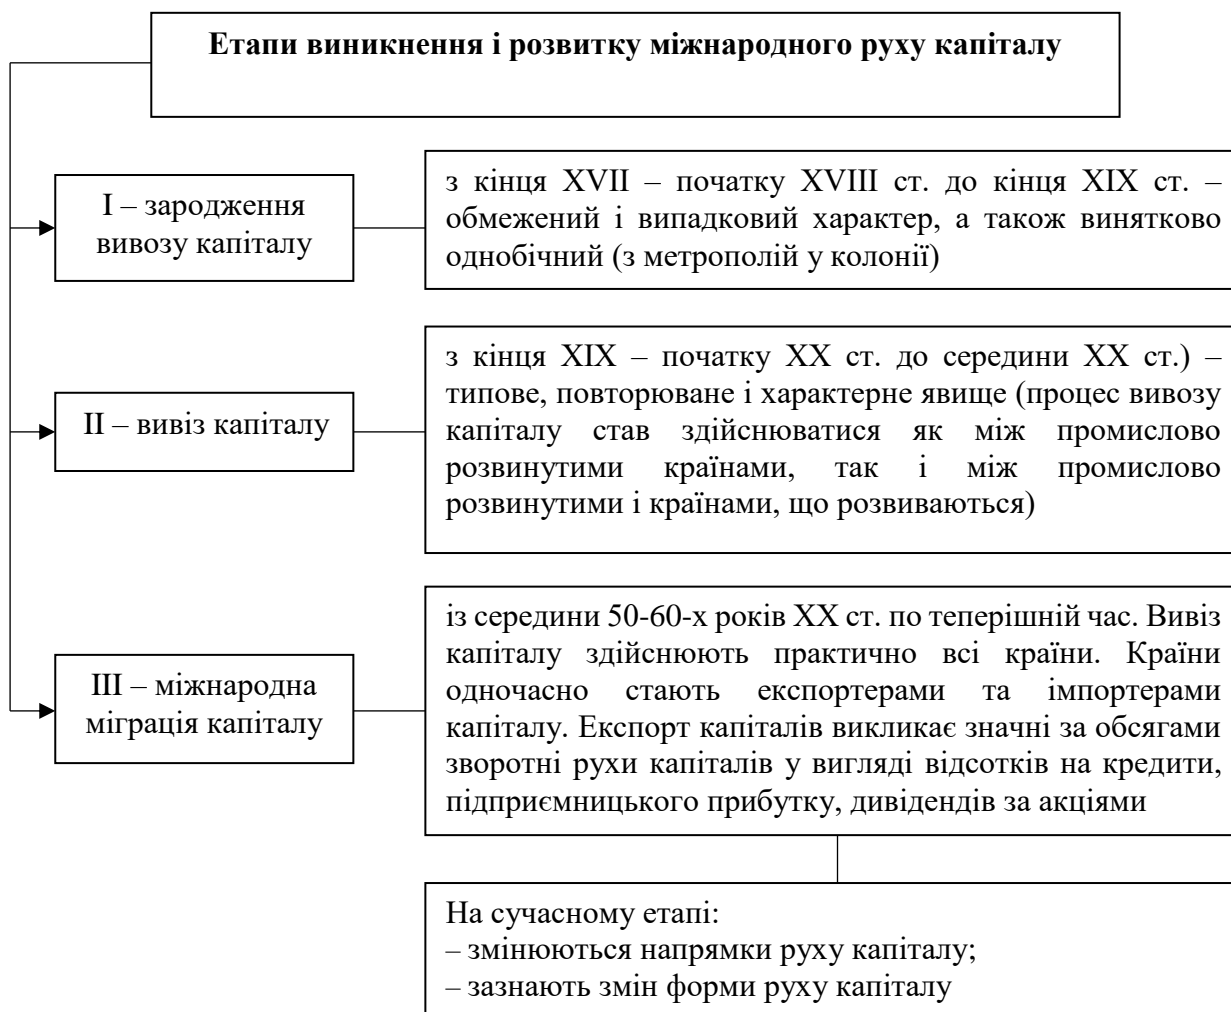 Етапи виникнення і розвитку міжнародного руху капіталу
І – зародження
вивозу капіталу
з кінця XVII – початку XVIII ст. до кінця XIX ст. –
обмежений і випадковий характер, а також винятково
однобічний (з метрополій у колонії)
ІІ – вивіз капіталу
з кінця XIX – початку XX ст. до середини XX ст.) –
типове, повторюване і характерне явище (процес вивозу
капіталу став здійснюватися як між промислово
розвинутими країнами, так і між промислово
розвинутими і країнами, що розвиваються)
ІІІ – міжнародна
міграція капіталу
із середини 50-60-х років XX ст. по теперішній час. Вивіз
капіталу здійснюють практично всі країни. Країни
одночасно стають експортерами та імпортерами
капіталу. Експорт капіталів викликає значні за обсягами
зворотні рухи капіталів у вигляді відсотків на кредити,
підприємницького прибутку, дивідендів за акціями
На сучасному етапі:
– змінюються напрямки руху капіталу;
– зазнають змін форми руху капіталу